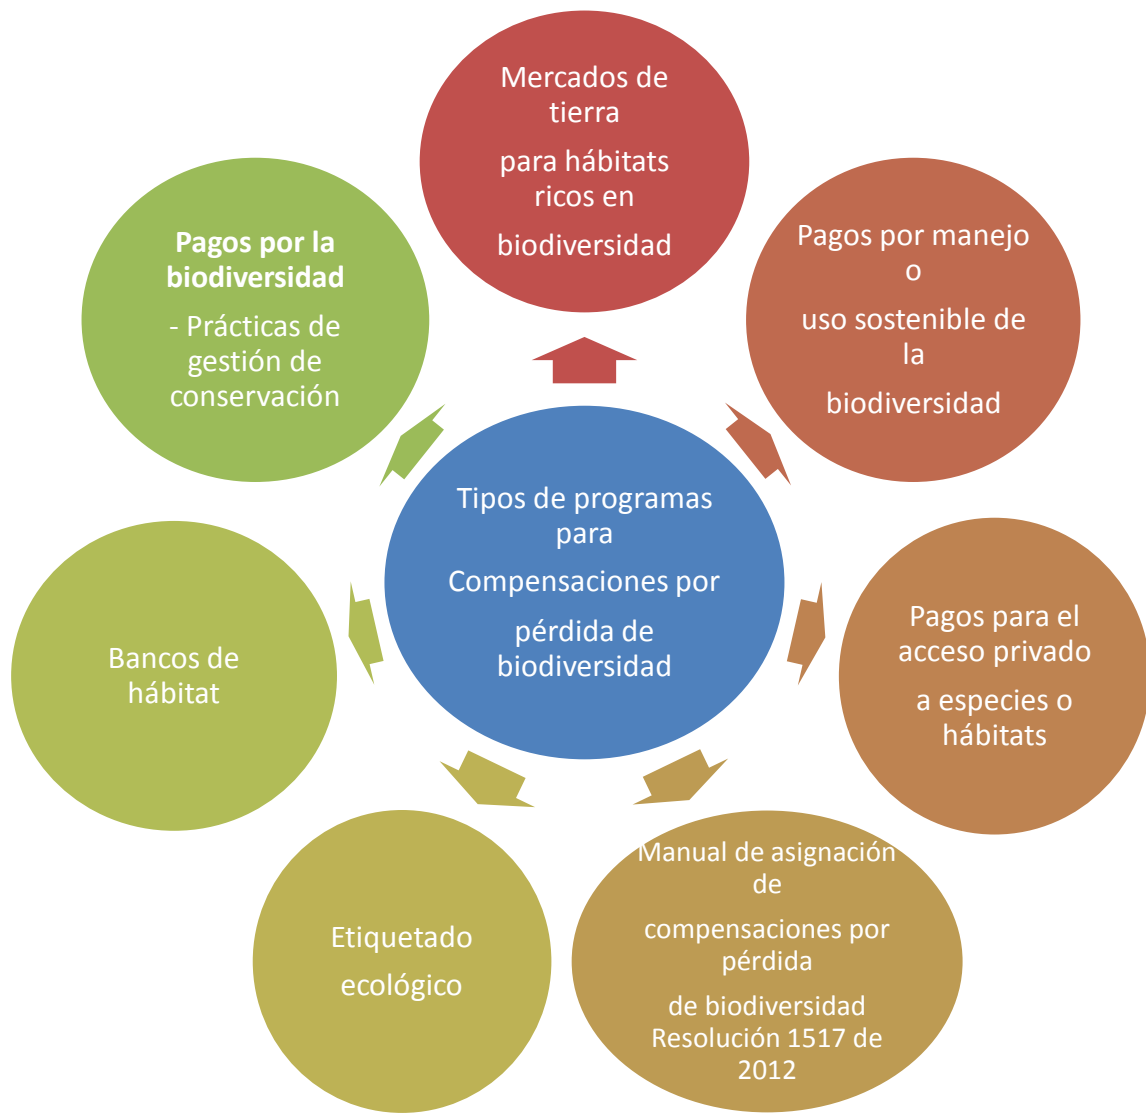 Mercados de
tierra
para hábitats
ricos en
biodiversidad
Pagos por manejo
o
uso sostenible de
la
biodiversidad
Pagos para el
acceso privado
a especies o
hábitats
Manual de asignación
de
compensaciones por
pérdida
de biodiversidad
Resolución 1517 de
2012
Etiquetado
ecológico
Bancos de
hábitat
Pagos por la
biodiversidad
- Prácticas de
gestión de
conservación
Tipos de programas
para
Compensaciones por
pérdida de
biodiversidad